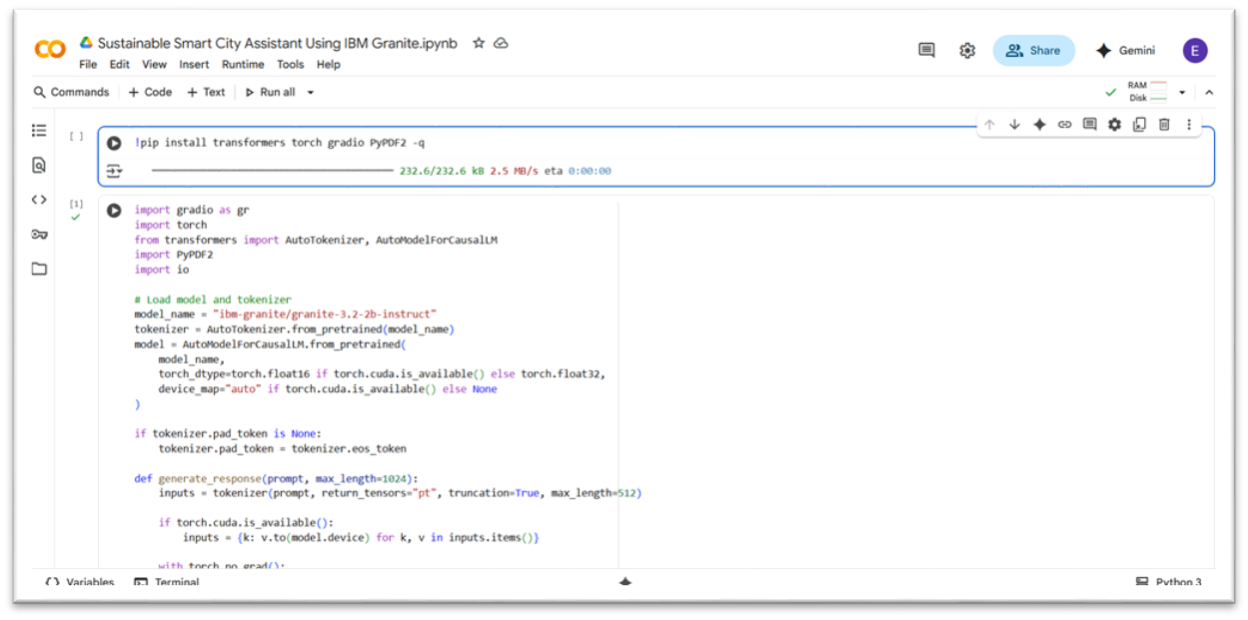 Sustainable Smart City Assistant Using IBM Granite.ipynb
File Edit View Insert Runtime Tools Help
Share
Gemini
E
Commands + Code + Text Run all
RAM
Disk
[ ]
!pip install transformers torch gradio PyPDF2 -q
232.6/232.6 kB 2.5 MB/s eta 0:00:00
[1]
import gradio as gr
import torch
from transformers import AutoTokenizer, AutoModelForCausalLM
import PyPDF2
import io
# Load model and tokenizer
model_name = "ibm-granite/granite-3.2-2b-instruct"
tokenizer = AutoTokenizer.from_pretrained(model_name)
model = AutoModelForCausalLM.from_pretrained(
model_name,
torch_dtype=torch.float16 if torch.cuda.is_available() else torch.float32,
device_map="auto" if torch.cuda.is_available() else None
)
if tokenizer.pad_token is None:
tokenizer.pad_token = tokenizer.eos_token
def generate_response(prompt, max_length=1024):
inputs = tokenizer(prompt, return_tensors="pt", truncation=True, max_length=512)
if torch.cuda.is_available():
inputs = {k: v.to(model.device) for k, v in inputs.items()}
with torch.no_grad():
Variables Terminal
Python 3